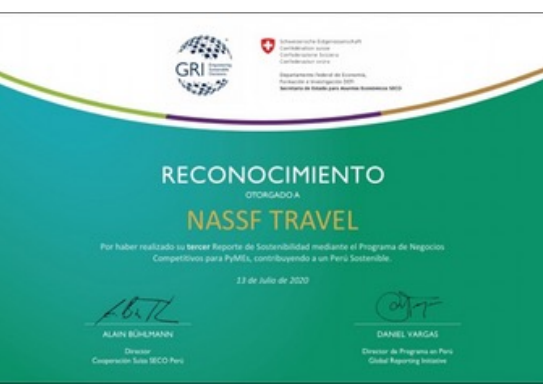 GRI
Empowering
Sustainable
Decisions
Schweizerische Eidgenossenschaft
Confédération suisse
Confederazione Svizzera
Confederaziun svizra
Departamento Federal de Economía,
Formación e Investigación DEFI
Secretaría de Estado para Asuntos Económicos SECO
RECONOCIMIENTO
OTORGADO A
NASSF TRAVEL
Por haber realizado su tercer Reporte de Sostenibilidad mediante el Programa de Negocios
Competitivos para PyMEs, contribuyendo a un Perú Sostenible.
13 de Julio de 2020
ALAIN BÜHLMANN
Director
Cooperación Suiza SECO Perú
DANIEL VARGAS
Director de Programa en Perú
Global Reporting Initiative